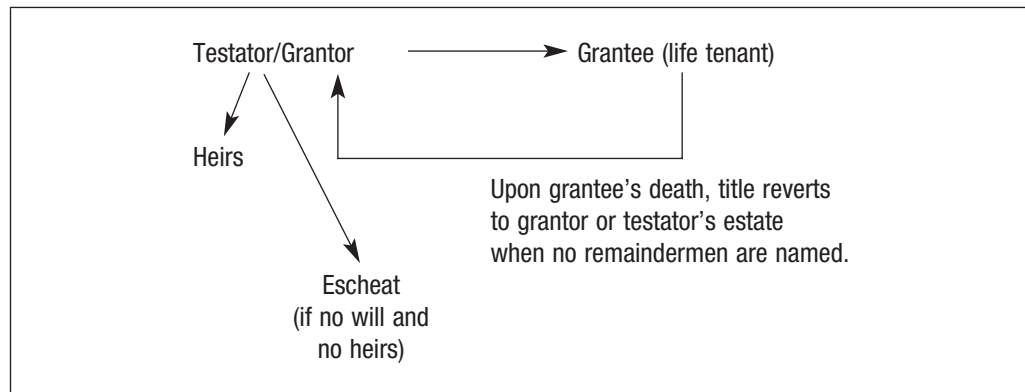 Testator/Grantor
Grantee (life tenant)
Heirs
Upon grantee's death, title reverts
to grantor or testator's estate
when no remaindermen are named.
Escheat
(if no will and
no heirs)